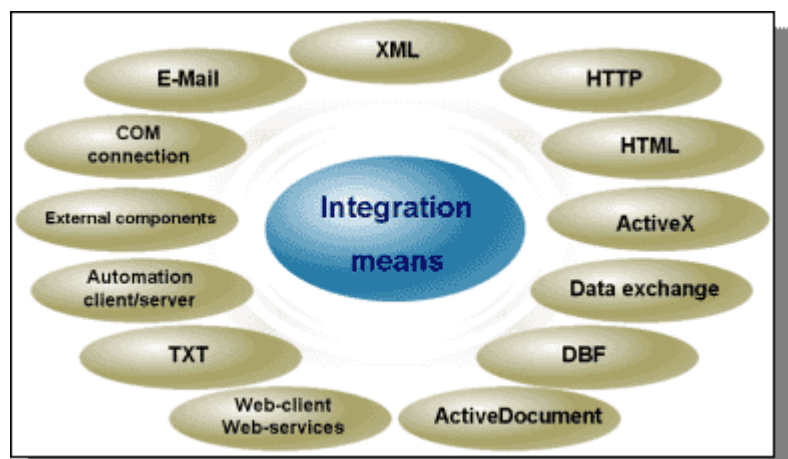 XML
E-Mail
HTTP
COM
connection
HTML
Integration
means
External components
ActiveX
Automation
client/server
Data exchange
TXT
DBF
Web-client
Web-services
ActiveDocument